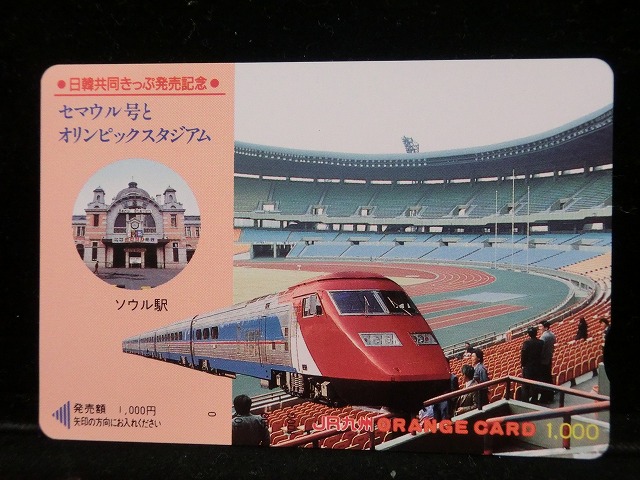 ●日韓共同きっぷ発売記念●
セマウル号と
オリンピックスタジアム
ソウル駅
発売額 1,000円
矢印の方向にお入れください
0
JR九州 ORANGE CARD 1,000